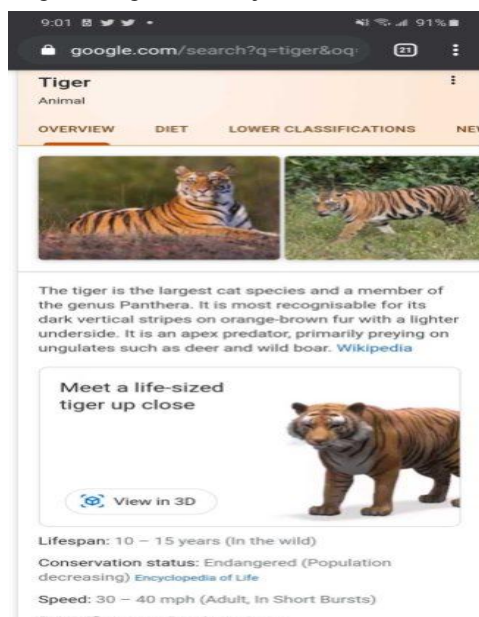 9:01
91%
google.com/search?q=tiger&oq
21
Tiger
Animal
OVERVIEW DIET LOWER CLASSIFICATIONS NE
The tiger is the largest cat species and a member of
the genus Panthera. It is most recognisable for its
dark vertical stripes on orange-brown fur with a lighter
underside. It is an apex predator, primarily preying on
ungulates such as deer and wild boar. Wikipedia
Meet a life-sized
tiger up close
View in 3D
Lifespan: 10 – 15 years (In the wild)
Conservation status: Endangered (Population
decreasing) Encyclopedia of Life
Speed: 30 – 40 mph (Adult, In Short Bursts)